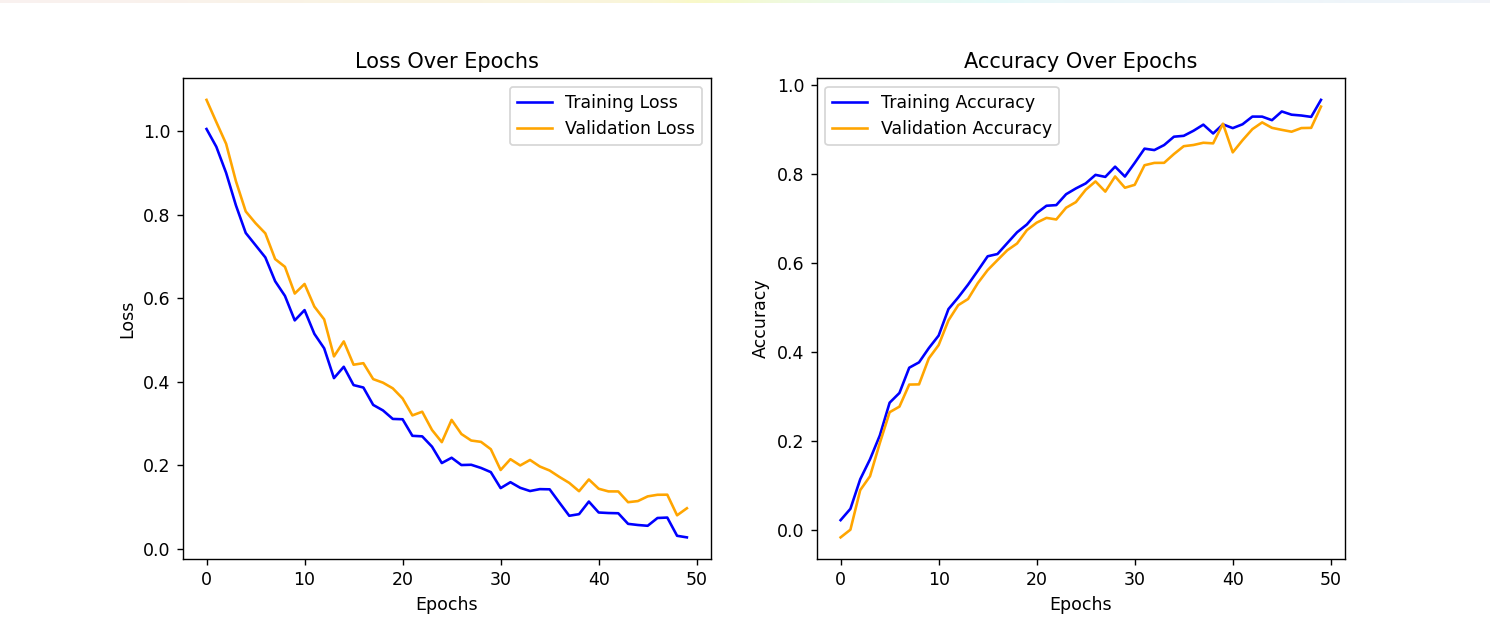 Loss Over Epochs
Training Loss
Validation Loss
Loss
1.0
0.8
0.6
0.4
0.2
0.0
0 10 20 30 40 50
Epochs
Accuracy Over Epochs
Training Accuracy
Validation Accuracy
Accuracy
1.0
0.8
0.6
0.4
0.2
0.0
0 10 20 30 40 50
Epochs